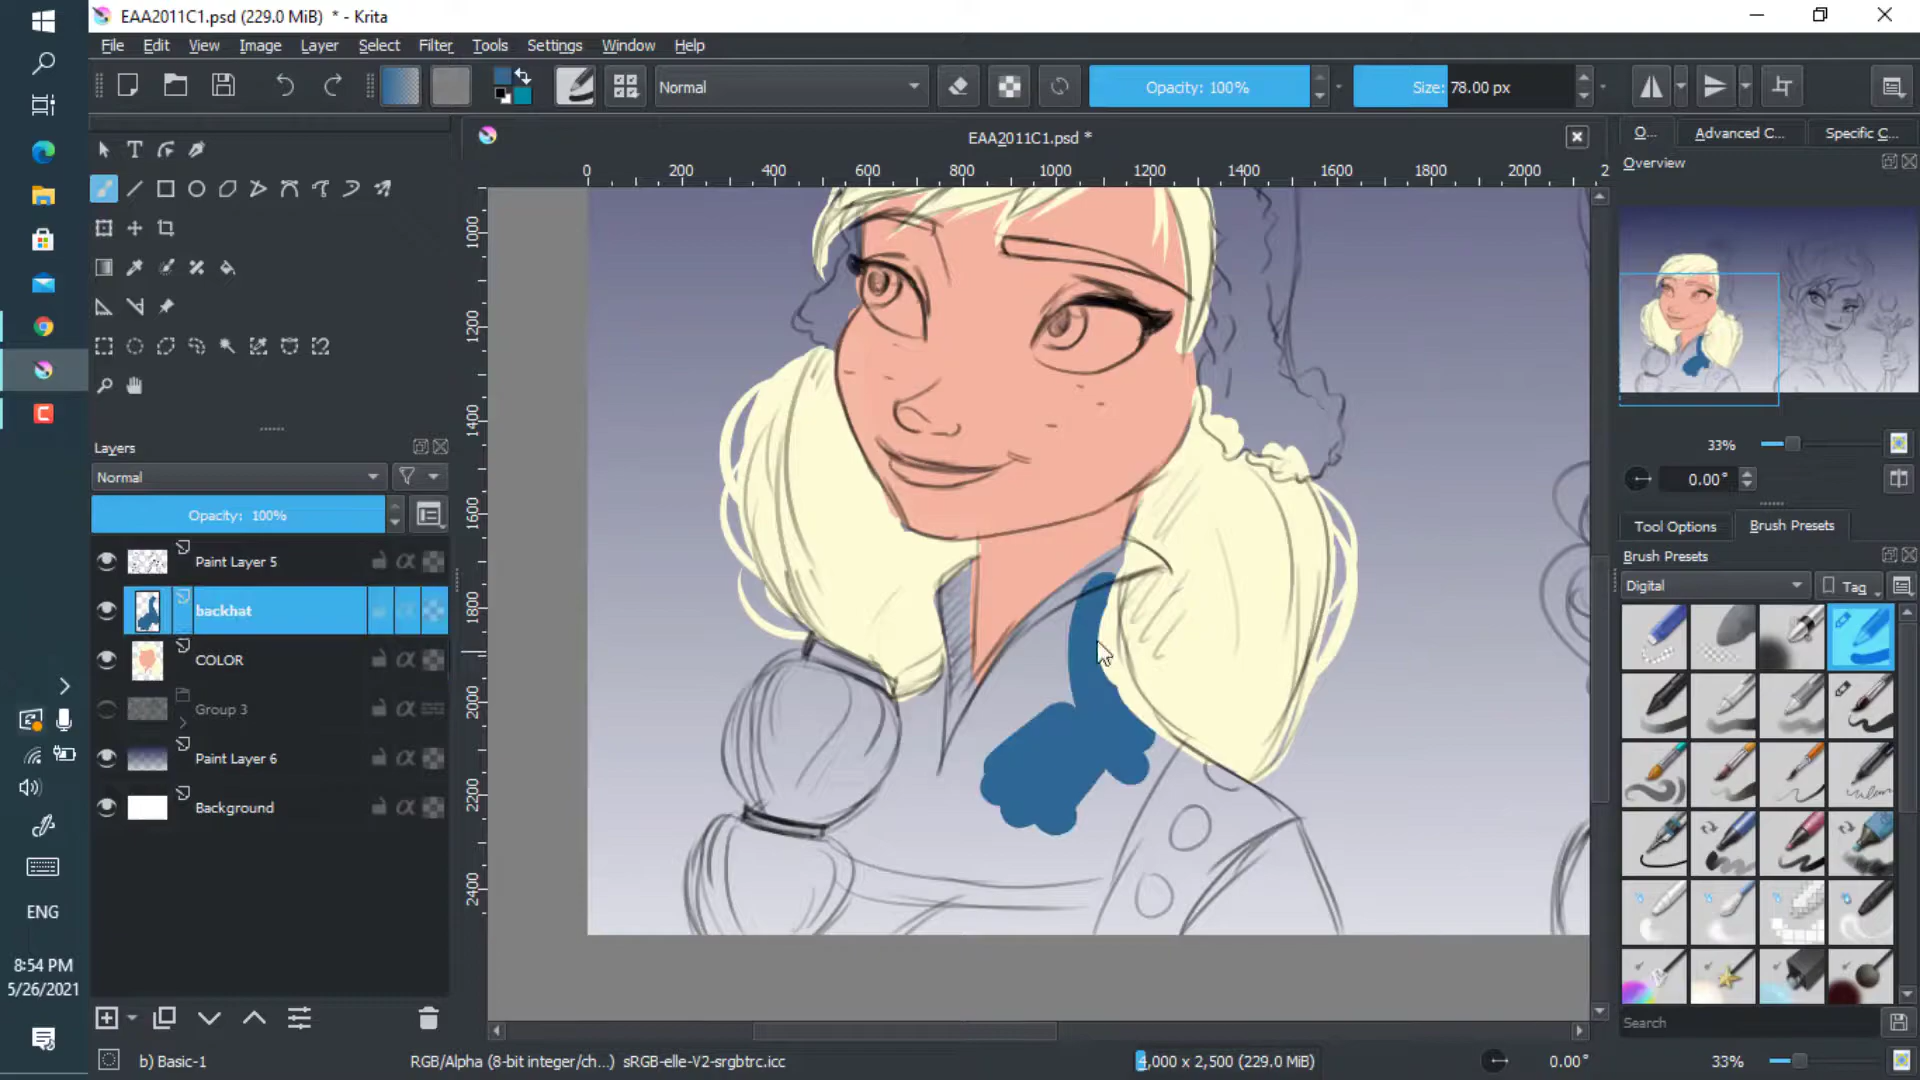 EAA2011C1.psd (229.0 MiB) * - Krita
File Edit View Image Layer Select Filter Tools Settings Window Help
Normal
Opacity: 100%
Size: 78.00 px
EAA2011C1.psd *
O...
Advanced C...
Specific C...
Overview
0 200 400 600 800 1000 1200 1400 1600 1800 2000 2
1000
1200
1400
1600
1800
2000
2200
2400
33%
0.00°
Layers
Normal
Opacity: 100%
Paint Layer 5
backhat
COLOR
Group 3
Paint Layer 6
Background
Tool Options
Brush Presets
Brush Presets
Digital
Tag
Search
ENG
8:54 PM
5/26/2021
b) Basic-1
RGB/Alpha (8-bit integer/ch...) sRGB-elle-V2-srgbtrc.icc
4,000 x 2,500 (229.0 MiB)
0.00°
33%